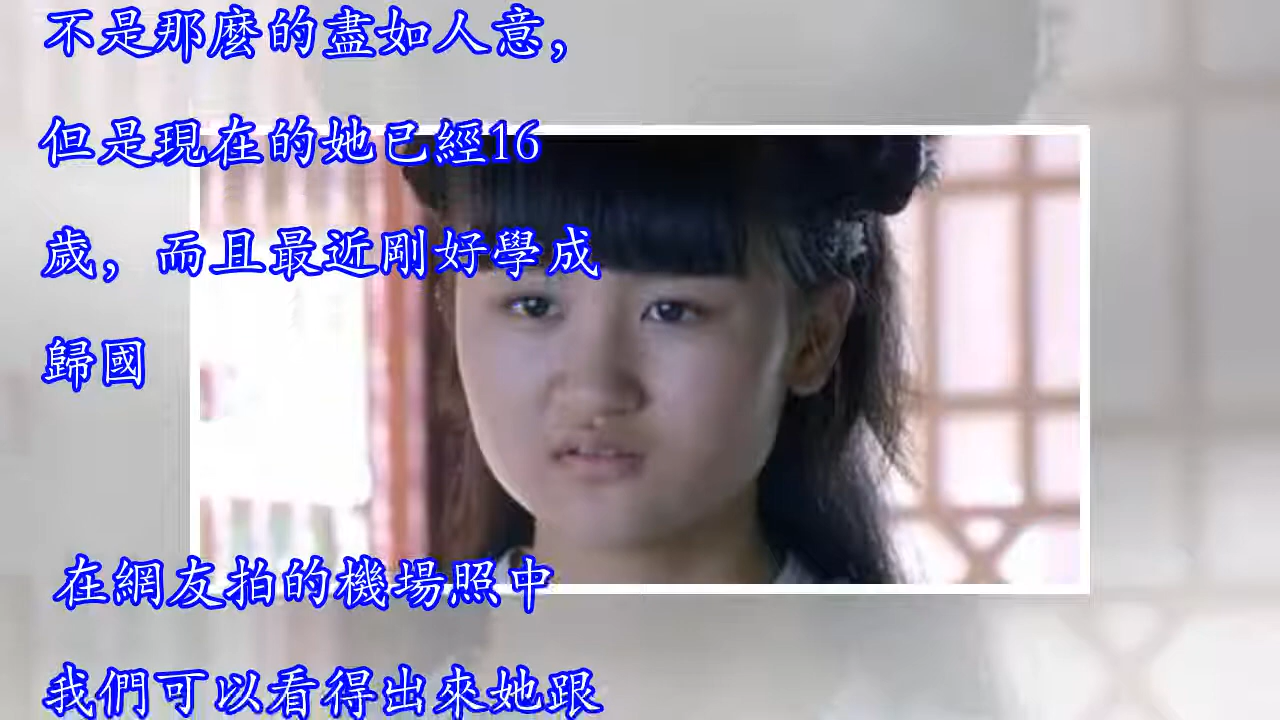 不是那麼的盡如人意，
但是現在的她已經16
歲，而且最近剛好學成
歸國
在網友拍的機場照中
我們可以看得出來她跟